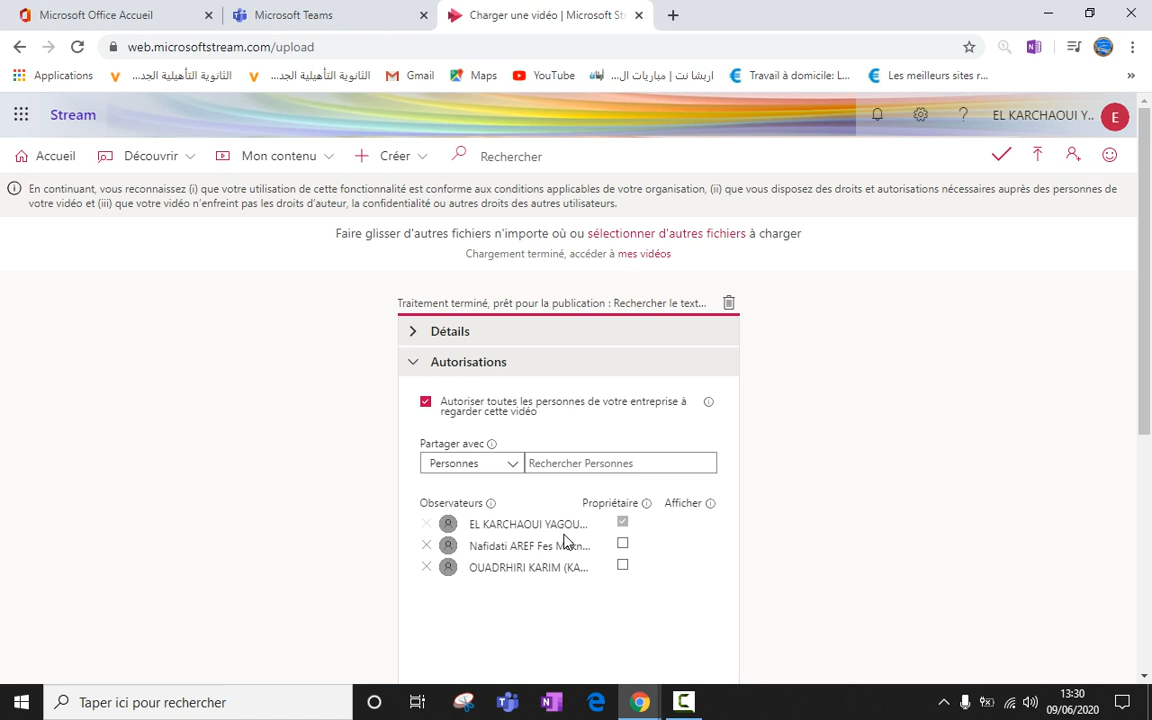 Microsoft Office Accueil
Microsoft Teams
Charger une vidéo | Microsoft Str
web.microsoftstream.com/upload
Applications
الثانوية التأهيلية الجد...
الثانوية التأهيلية الجد...
Gmail
Maps
YouTube
اربشا نت | مباريات ال...
Travail à domicile: L...
Les meilleurs sites r...
»
Stream
EL KARCHAOUI Y..
E
Accueil
Découvrir
Mon contenu
Créer
Rechercher
En continuant, vous reconnaissez (i) que votre utilisation de cette fonctionnalité est conforme aux conditions applicables de votre organisation, (ii) que vous disposez des droits et autorisations nécessaires auprès des personnes de
votre vidéo et (iii) que votre vidéo n'enfreint pas les droits d'auteur, la confidentialité ou autres droits des autres utilisateurs.
Faire glisser d'autres fichiers n'importe où ou sélectionner d'autres fichiers à charger
Chargement terminé, accéder à mes vidéos
Traitement terminé, prêt pour la publication : Rechercher le text...
Détails
Autorisations
Autoriser toutes les personnes de votre entreprise à
regarder cette vidéo
Partager avec
Personnes
Rechercher Personnes
Observateurs
Propriétaire
Afficher
EL KARCHAOUI YAGOU...
Nafidati AREF Fes
OUADRHIRI KARIM (KA...
Taper ici pour rechercher
13:30
09/06/2020